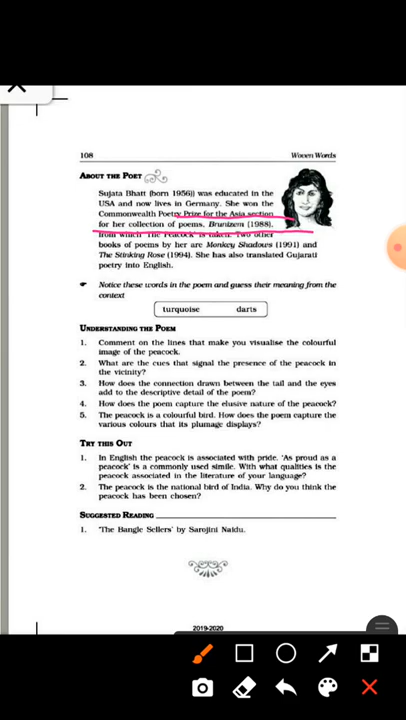 108 Woven Words
ABOUT THE POET
Sujata Bhatt (born 1956)) was educated in the
USA and now lives in Germany. She won the
Commonwealth Poetry Prize for the Asia section
for her collection of poems, Brunizem (1988),
from which 'The Peacock' is taken. Two other
books of poems by her are Monkey Shadows (1991) and
The Stinking Rose (1994). She has also translated Gujarati
poetry into English.
Notice these words in the poem and guess their meaning from the
context
turquoise darts
UNDERSTANDING THE POEM
1. Comment on the lines that make you visualise the colourful
image of the peacock.
2. What are the cues that signal the presence of the peacock in
the vicinity?
3. How does the connection drawn between the tail and the eyes
add to the descriptive detail of the poem?
4. How does the poem capture the elusive nature of the peacock?
5. The peacock is a colourful bird. How does the poem capture the
various colours that its plumage displays?
TRY THIS OUT
1. In English the peacock is associated with pride. 'As proud as a
peacock' is a commonly used simile. With what qualities is the
peacock associated in the literature of your language?
2. The peacock is the national bird of India. Why do you think the
peacock has been chosen?
SUGGESTED READING
1. 'The Bangle Sellers' by Sarojini Naidu.
2019-2020